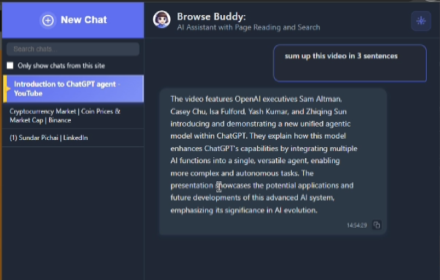 New Chat
Search chats...
Only show chats from this site
Introduction to ChatGPT agent -
YouTube
Cryptocurrency Market | Coin Prices &
Market Cap | Binance
(1) Sundar Pichai | LinkedIn
Browse Buddy:
AI Assistant with Page Reading and Search
sum up this video in 3 sentences
The video features OpenAI executives Sam Altman,
Casey Chu, Isa Fulford, Yash Kumar, and Zhiqing Sun
introducing and demonstrating a new unified agentic
model within ChatGPT. They explain how this model
enhances ChatGPT's capabilities by integrating multiple
AI functions into a single, versatile agent, enabling
more complex and autonomous tasks. The
presentation showcases the potential applications and
future developments of this advanced AI system,
emphasizing its significance in AI evolution.